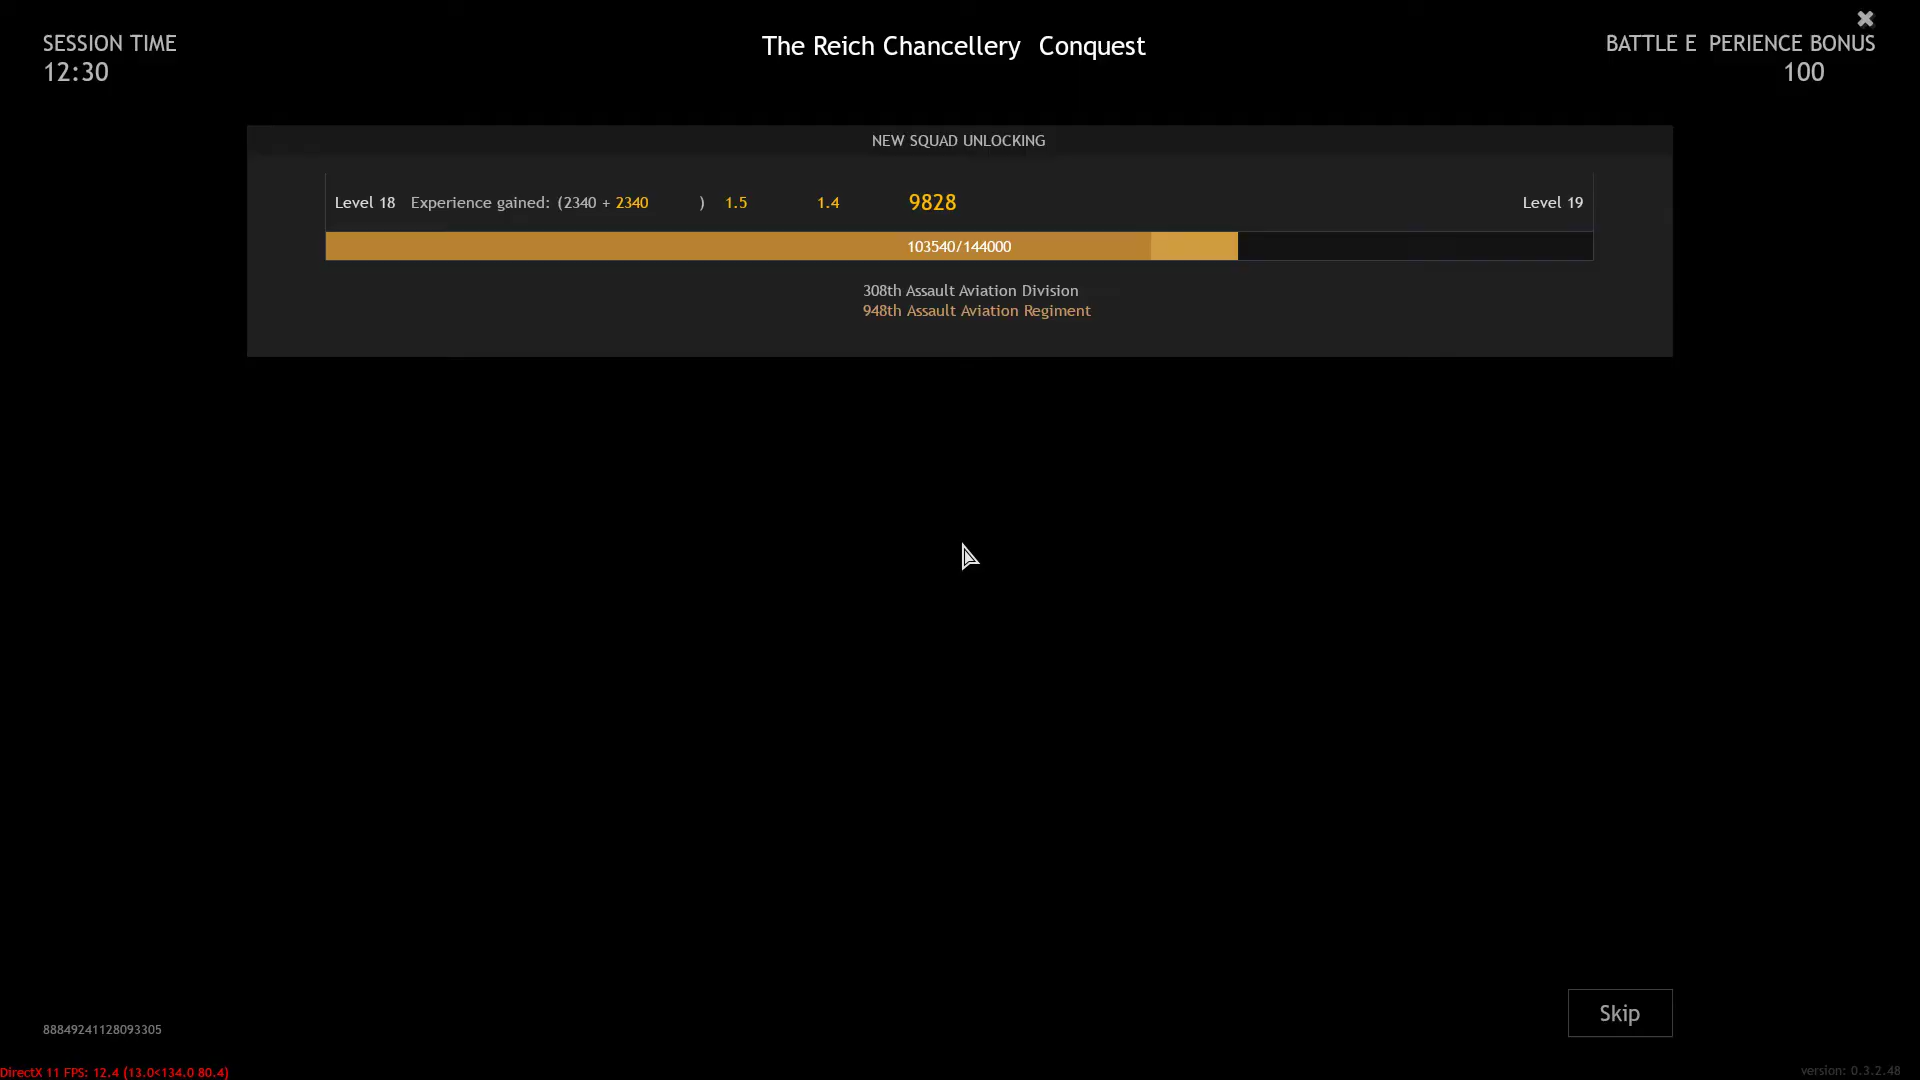 SESSION TIME
12:30
The Reich Chancellery Conquest
BATTLE E PERIENCE BONUS
100
NEW SQUAD UNLOCKING
Level 18 Experience gained: (2340 + 2340 ) 1.5 1.4 9828 Level 19
103540/144000
308th Assault Aviation Division
948th Assault Aviation Regiment
Skip
88849241128093305
DirectX 11 FPS: 12.4 (13.0<134.0 80.4)
version: 0.3.2.48